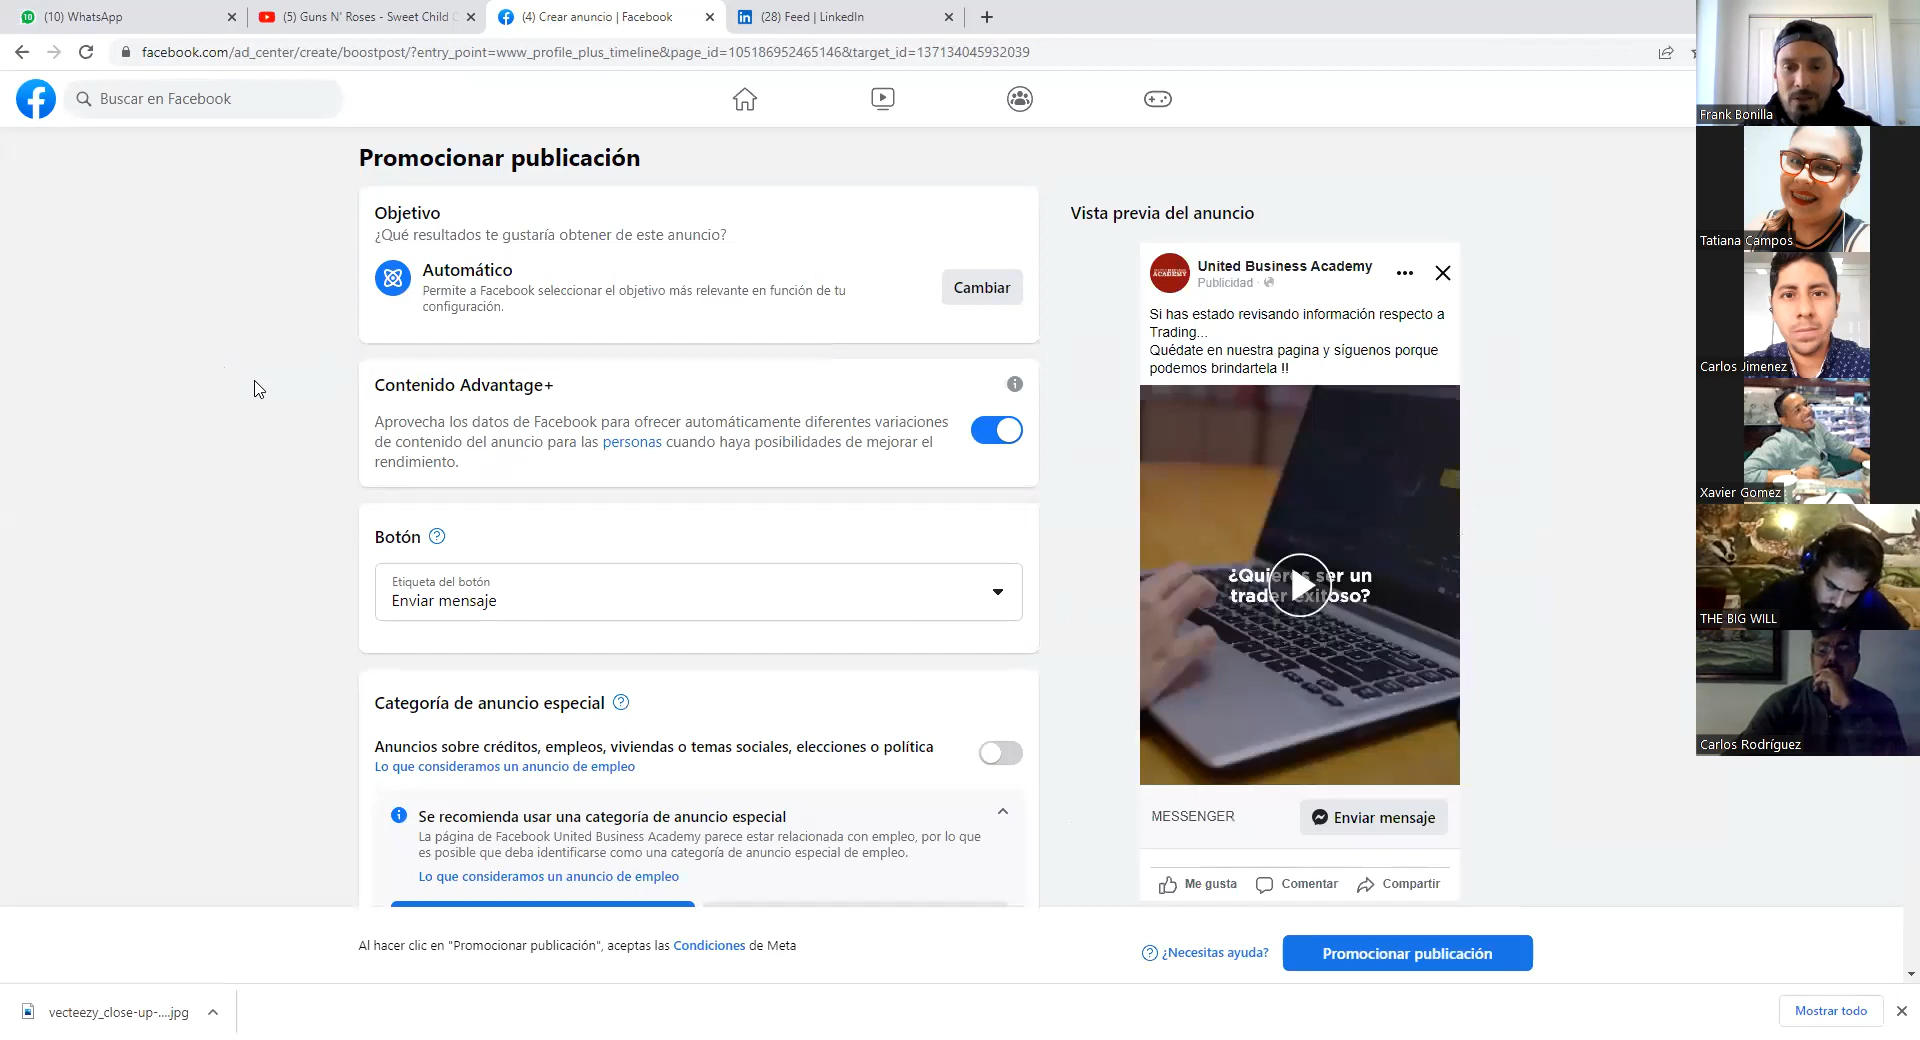 (10) WhatsApp
(5) Guns N' Roses - Sweet Child
(4) Crear anuncio | Facebook
(28) Feed | LinkedIn
facebook.com/ad_center/create/boostpost/?entry_point=www_profile_plus_timeline&page_id=105186952465146&target_id=137134045932039
Buscar en Facebook
Promocionar publicación
Objetivo
¿Qué resultados te gustaría obtener de este anuncio?
Automático
Permite a Facebook seleccionar el objetivo más relevante en función de tu
configuración.
Cambiar
Contenido Advantage+
Aprovecha los datos de Facebook para ofrecer automáticamente diferentes variaciones
de contenido del anuncio para las personas cuando haya posibilidades de mejorar el
rendimiento.
Botón
Etiqueta del botón
Enviar mensaje
Categoría de anuncio especial
Anuncios sobre créditos, empleos, viviendas o temas sociales, elecciones o política
Lo que consideramos un anuncio de empleo
Se recomienda usar una categoría de anuncio especial
La página de Facebook United Business Academy parece estar relacionada con empleo, por lo que
es posible que deba identificarse como una categoría de anuncio especial de empleo.
Lo que consideramos un anuncio de empleo
Vista previa del anuncio
ACADEMY
United Business Academy
Publicidad ·
Si has estado revisando información respecto a
Trading...
Quédate en nuestra pagina y síguenos porque
podemos brindartela !!
¿Quieres ser un
trader exitoso?
MESSENGER
Enviar mensaje
Me gusta
Comentar
Compartir
Al hacer clic en "Promocionar publicación", aceptas las Condiciones de Meta
¿Necesitas ayuda?
Promocionar publicación
vecteezy_close-up-....jpg
Mostrar todo
Frank Bonilla
Tatiana Campos
Carlos Jimenez
Xavier Gomez
THE BIG WILL
Carlos Rodríguez